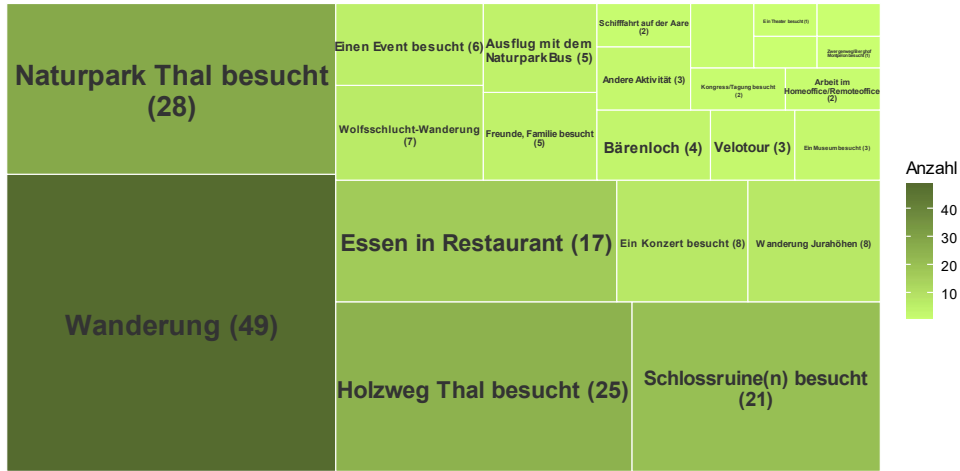 Naturpark Thal besucht
(28)
Wanderung (49)
Einen Event besucht (6)
Wolfsschlucht-Wanderung
(7)
Ausflug mit dem
NaturparkBus (5)
Freunde, Familie besucht
(5)
Schifffahrt auf der Aare
(2)
Andere Aktivität (3)
Bärenloch (4)
Velotour (3)
Ein Museum besucht (3)
Kongress/Tagung besucht
(2)
Arbeit im
Homeoffice/Remoteoffice
(2)
Ein Theater besucht (1)
Essen in Restaurant (17)
Ein Konzert besucht (8)
Wanderung Jurahöhen (8)
Holzweg Thal besucht (25)
Schlossruine(n) besucht
(21)
Anzahl
40
30
20
10